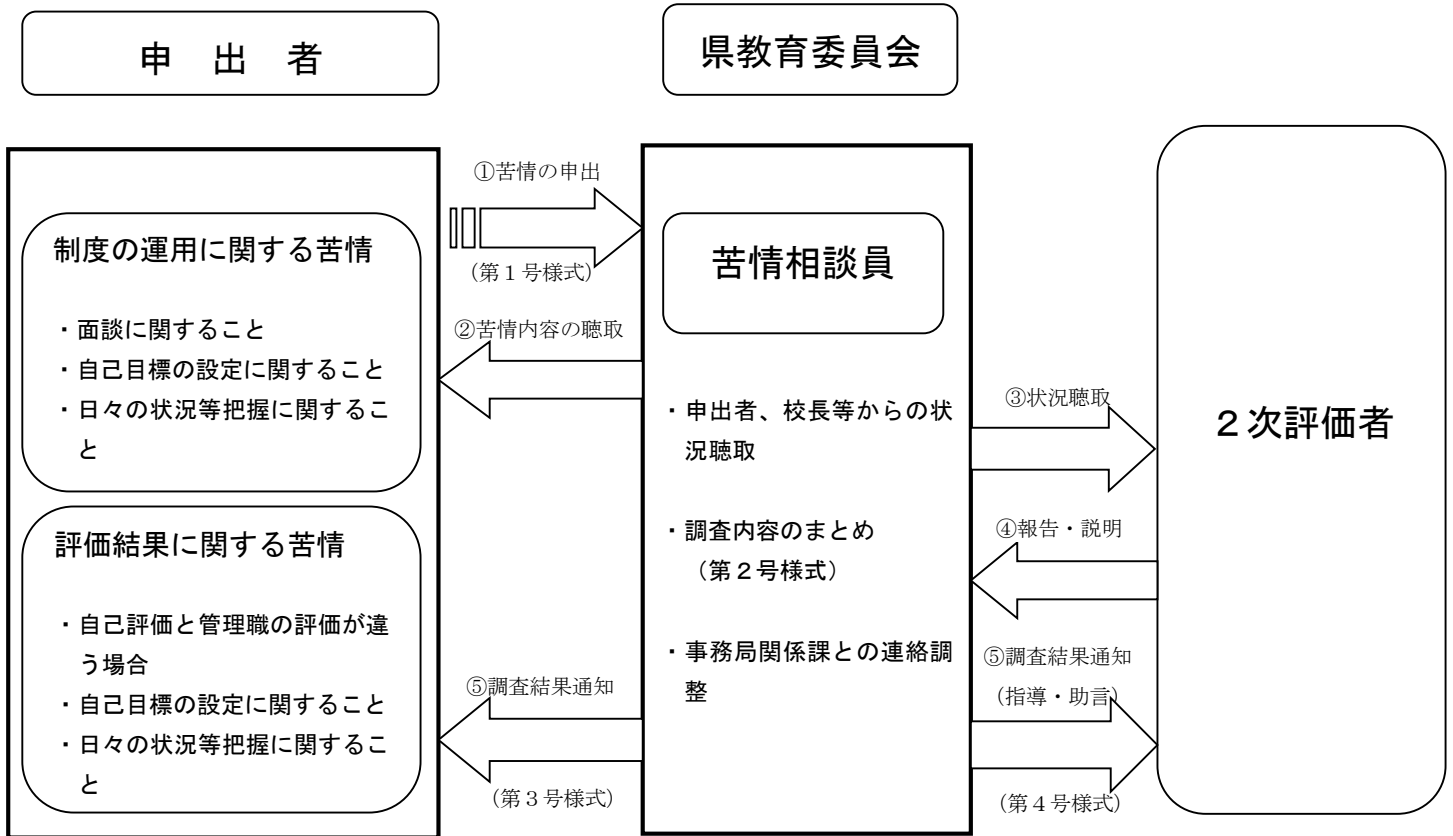 申　出　者
県教育委員会
制度の運用に関する苦情
・面談に関すること
・自己目標の設定に関すること
・日々の状況等把握に関するこ
と
評価結果に関する苦情
・自己評価と管理職の評価が違
う場合
・自己目標の設定に関すること
・日々の状況等把握に関するこ
と
①苦情の申出
（第１号様式）
②苦情内容の聴取
⑤調査結果通知
（第３号様式）
苦情相談員
・申出者、校長等からの状
況聴取
・調査内容のまとめ
（第２号様式）
・事務局関係課との連絡調
整
③状況聴取
④報告・説明
⑤調査結果通知
（指導・助言）
（第４号様式）
２次評価者